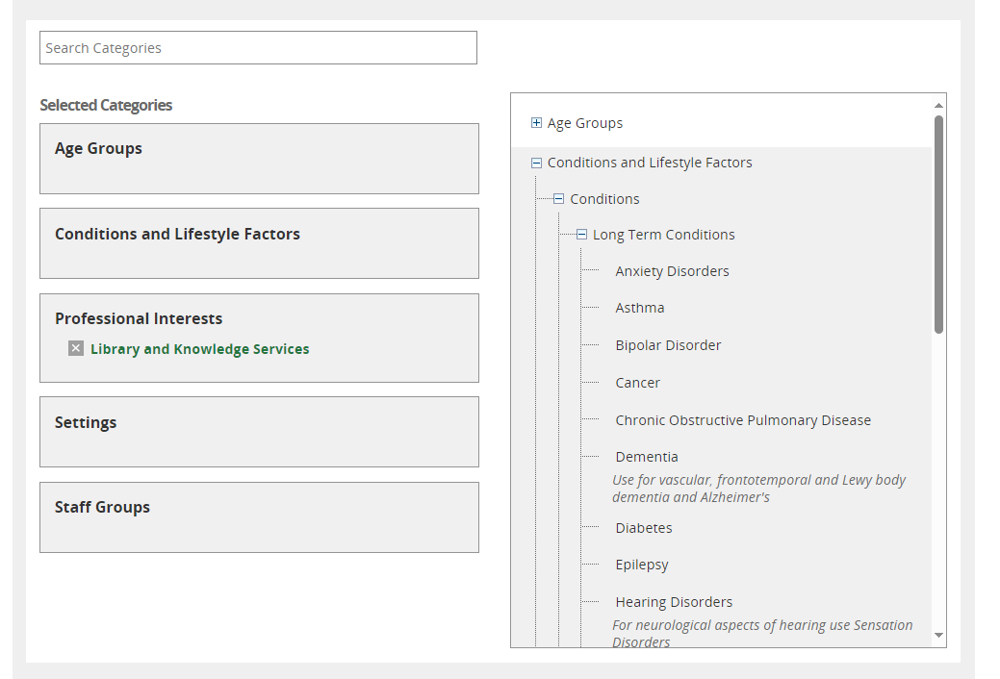 Search Categories
Selected Categories
Age Groups
Conditions and Lifestyle Factors
Professional Interests
Library and Knowledge Services
Settings
Staff Groups
Age Groups
Conditions and Lifestyle Factors
Conditions
Long Term Conditions
Anxiety Disorders
Asthma
Bipolar Disorder
Cancer
Chronic Obstructive Pulmonary Disease
Dementia
Use for vascular, frontotemporal and Lewy body
dementia and Alzheimer's
Diabetes
Epilepsy
Hearing Disorders
For neurological aspects of hearing use Sensation
Disorders